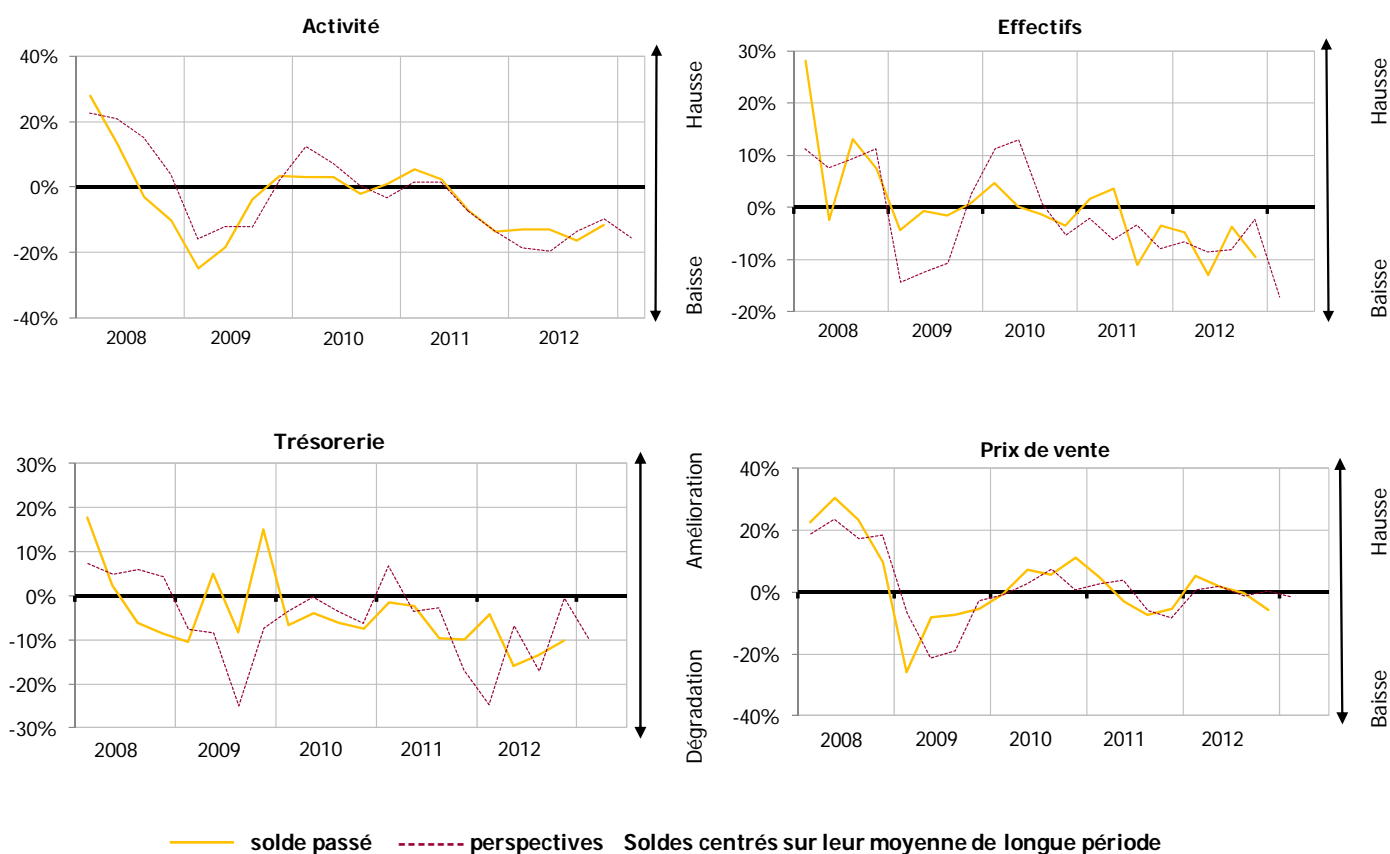 Activité
40%
20%
0%
-20%
-40%
2008 2009 2010 2011 2012
Hausse
Baisse
Effectifs
30%
20%
10%
0%
-10%
-20%
2008 2009 2010 2011 2012
Hausse
Baisse
Trésorerie
30%
20%
10%
0%
-10%
-20%
-30%
2008 2009 2010 2011 2012
Amélioration
Dégradation
Prix de vente
40%
20%
0%
-20%
-40%
2008 2009 2010 2011 2012
Hausse
Baisse
solde passé perspectives Soldes centrés sur leur moyenne de longue période